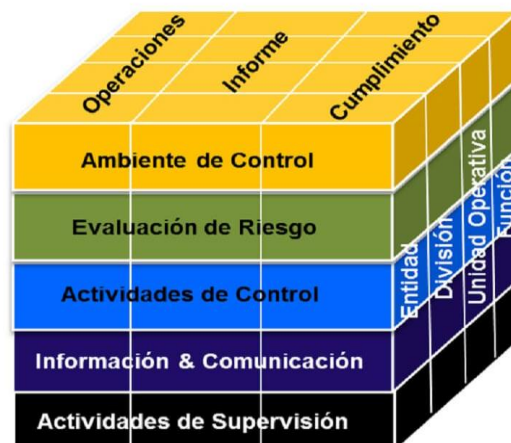 Operaciones
Informe
Cumplimiento
Ambiente de Control
Evaluación de Riesgo
Actividades de Control
Información & Comunicación
Actividades de Supervisión
Entidad
División
Unidad Operativa
Función